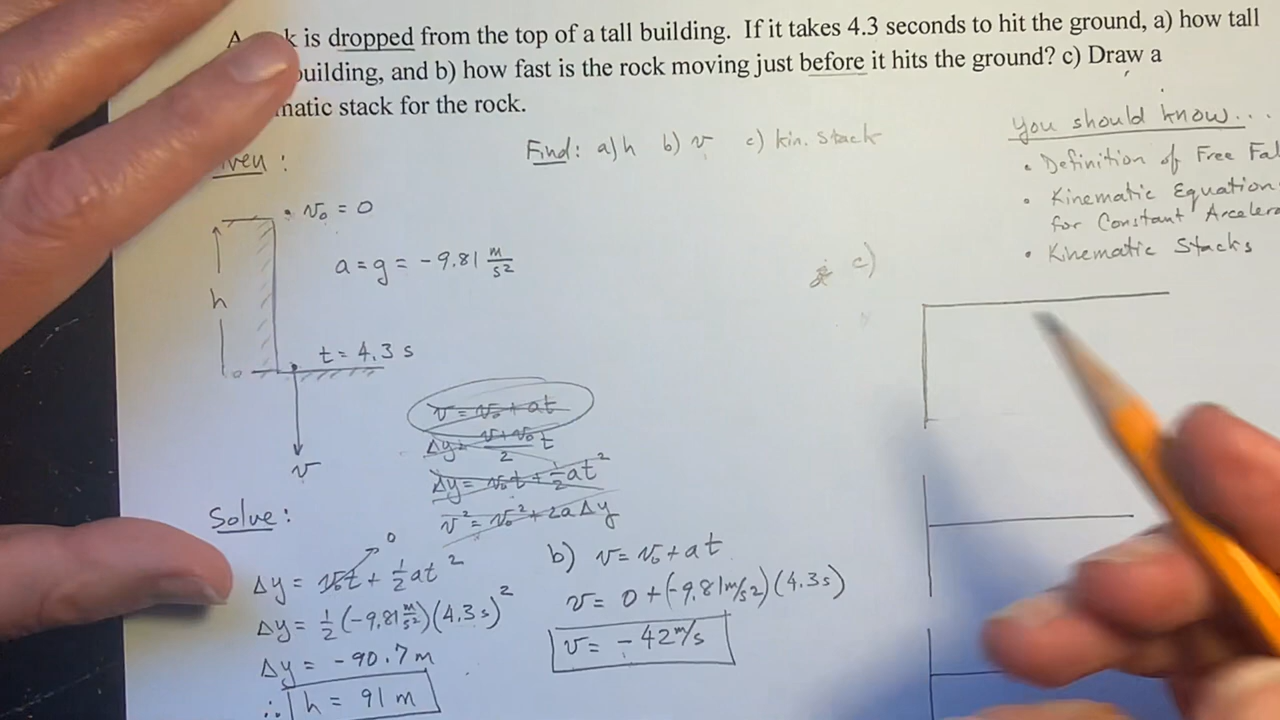 A k is dropped from the top of a tall building. If it takes 4.3 seconds to hit the ground, a) how tall
building, and b) how fast is the rock moving just before it hits the ground? c) Draw a
matic stack for the rock.
Find: a) h b) v c) kin. stack
You should know...
• Definition of Free Fal
• Kinematic Equation
for Constant Acceler
• Kinematic Stacks
iven:
v₀ = 0
a = g = -9.81 m/s²
h
t = 4.3 s
0
v
c)
v = v₀ + at
Δy = (v + v₀)/2 t
Δy = v₀t + ½at²
v² = v₀² + 2aΔy
Solve:
0
Δy = v₀t + ½at²
Δy = ½(-9.81 m/s²)(4.3 s)²
Δy = -90.7 m
∴ h = 91 m
b) v = v₀ + at
v = 0 + (-9.81 m/s2)(4.3s)
v = -42 m/s